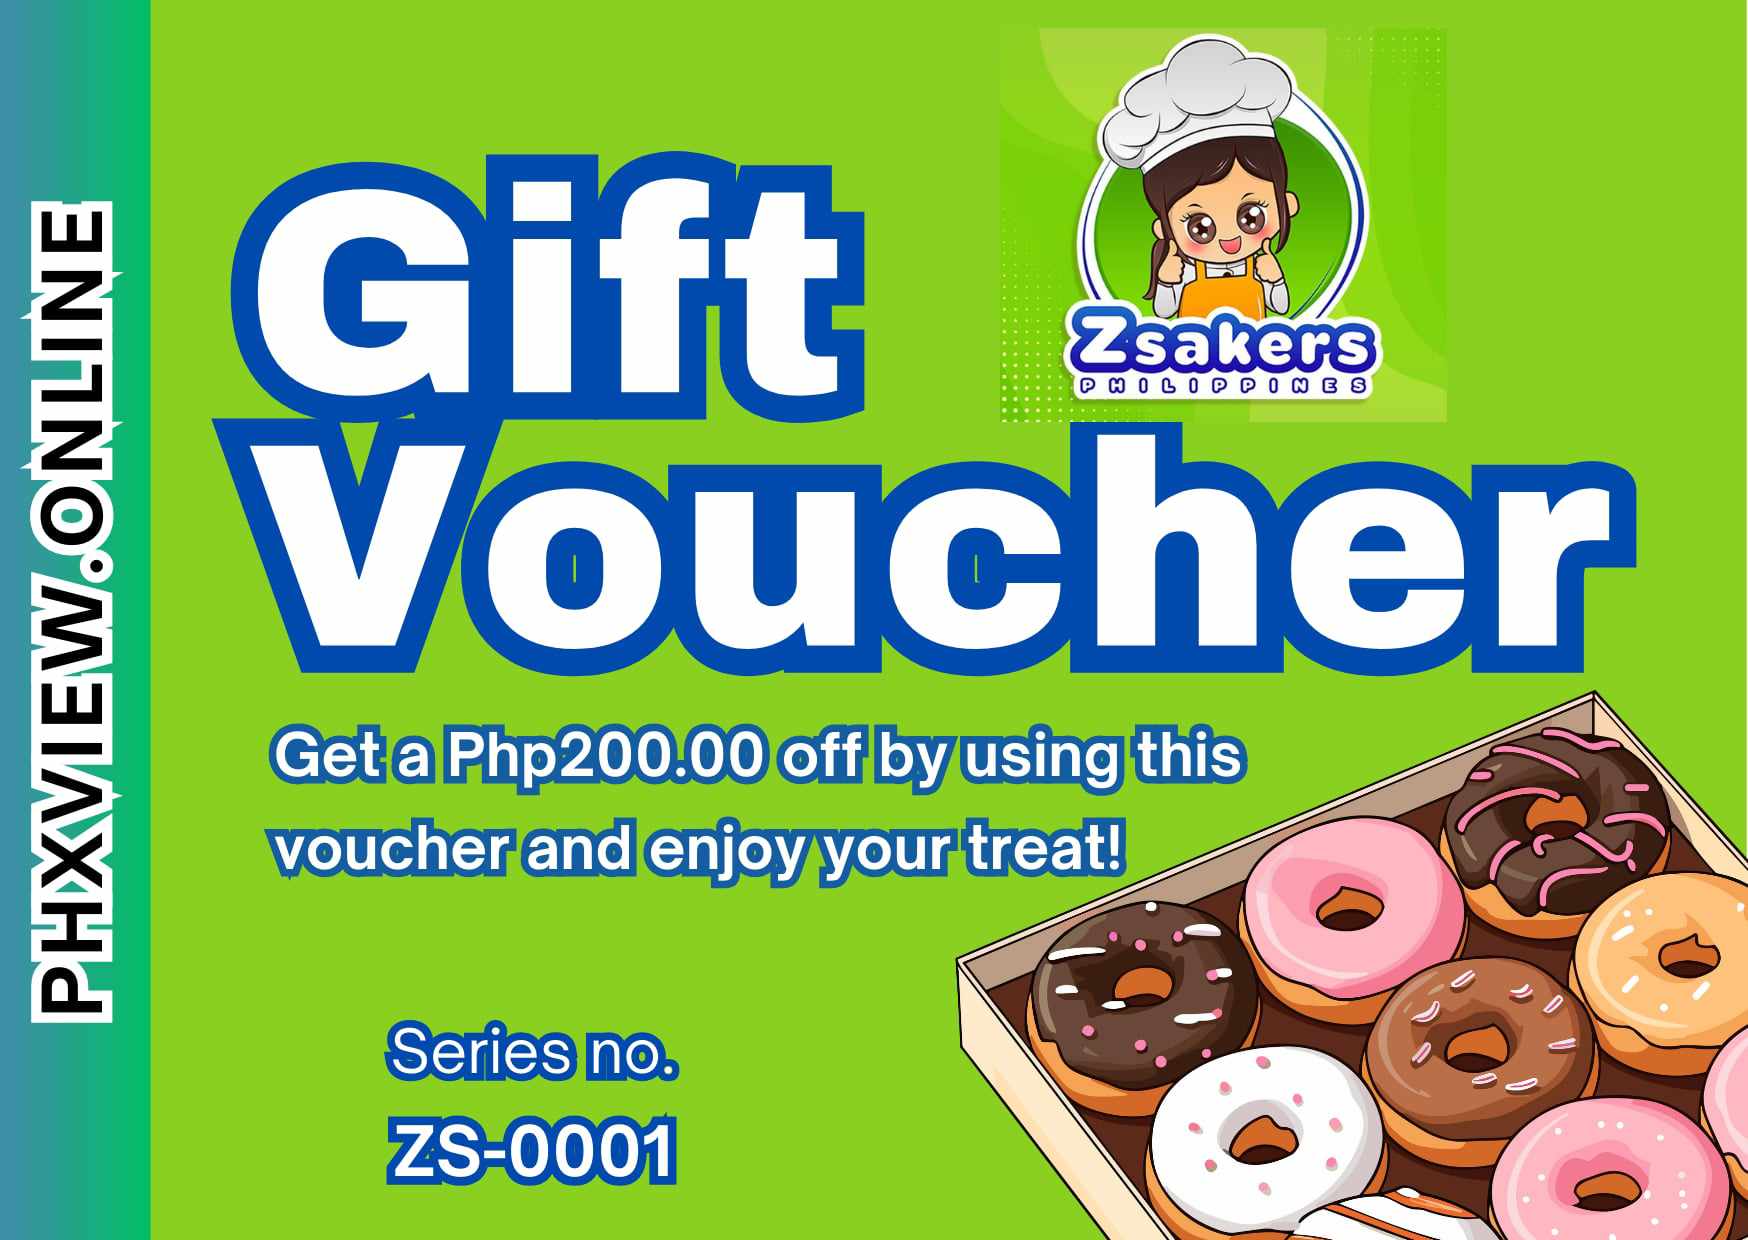 PHXVIEW.ONLINE
Gift
Voucher
Zsakers
PHILIPPINES
Get a Php200.00 off by using this
voucher and enjoy your treat!
Series no.
ZS-0001